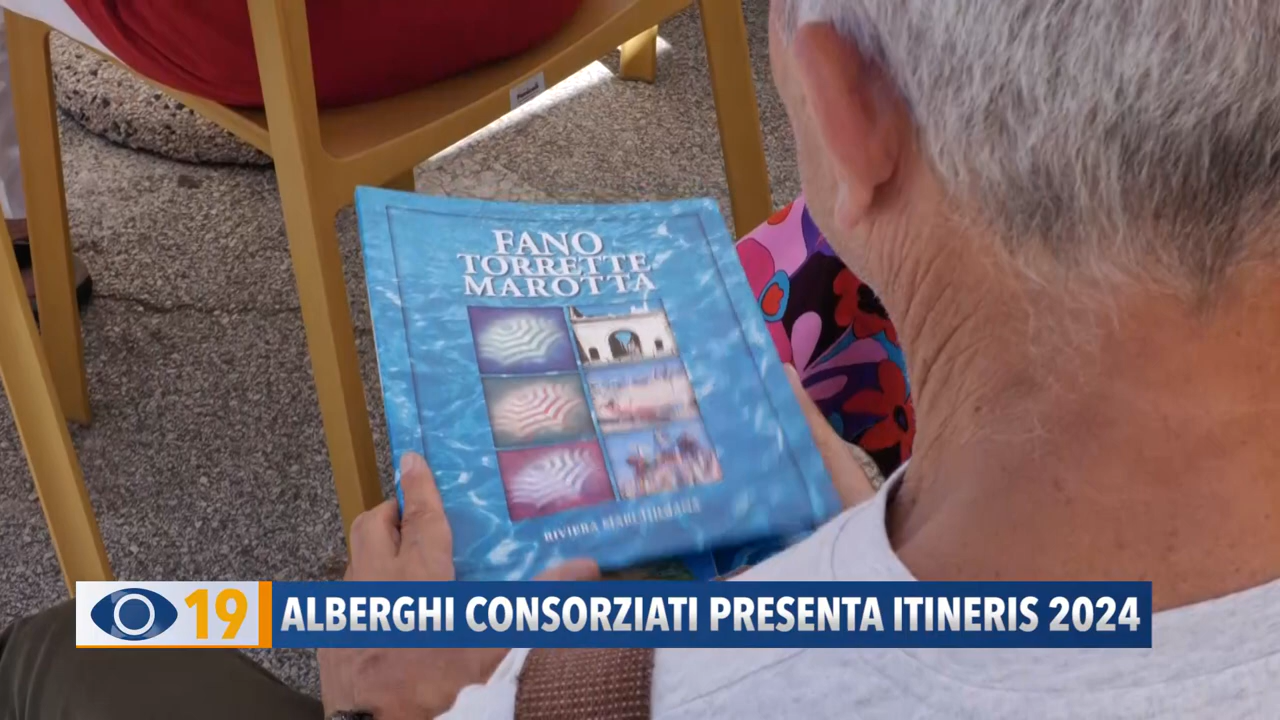 FANO
TORRETTE
MAROTTA
19 ALBERGHI CONSORZIATI PRESENTA ITINERIS 2024